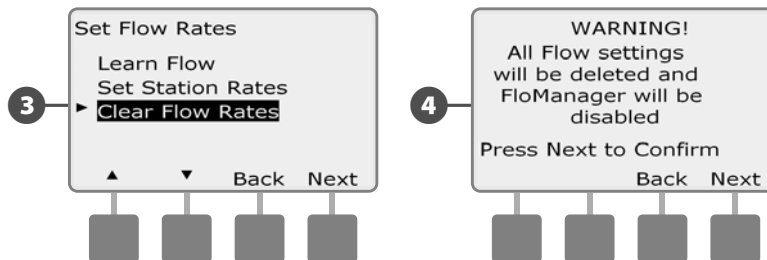 3
Set Flow Rates
Learn Flow
Set Station Rates
► Clear Flow Rates
▲ ▼ Back Next
4
WARNING!
All Flow settings
will be deleted and
FloManager will be
disabled
Press Next to Confirm
Back Next